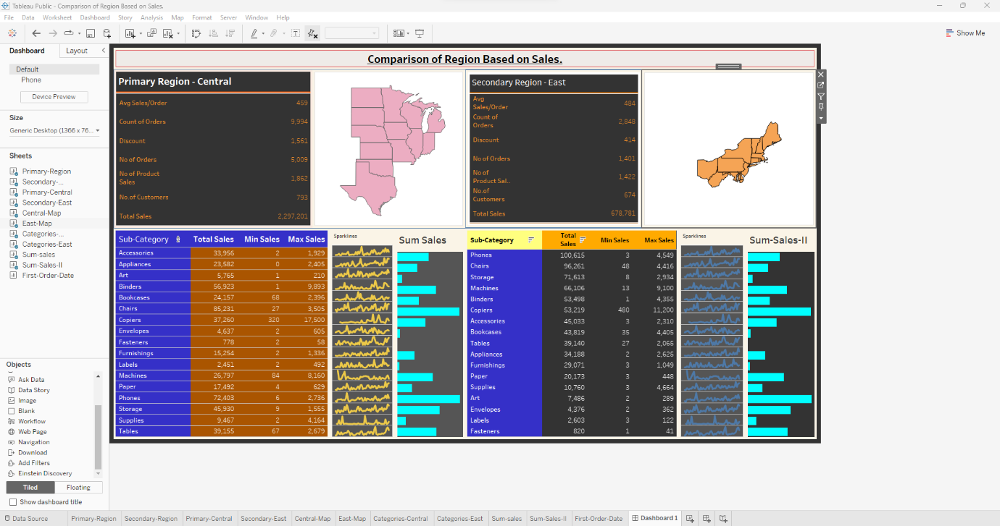 Tableau Public - Comparison of Region Based on Sales.
File Data Worksheet Dashboard Story Analysis Map Format Server Window Help
Show Me
Dashboard Layout
Default
Phone
Device Preview
Size
Generic Desktop (1366 x 76...
Sheets
Primary-Region
Secondary-...
Primary-Central
Secondary-East
Central-Map
East-Map
Categories-...
Categories-East
Sum-sales
Sum-Sales-II
First-Order-Date
Objects
Ask Data
Data Story
Image
Blank
Workflow
Web Page
Navigation
Download
Add Filters
Einstein Discovery
Tiled Floating
Show dashboard title
Comparison of Region Based on Sales.
Primary Region - Central
Avg Sales/Order 459
Count of Orders 9,994
Discount 1,561
No of Orders 5,009
No of Product
Sales 1,862
No.of Customers 793
Total Sales 2,297,201
Secondary Region - East
Avg
Sales/Order 484
Count of
Orders 2,848
Discount 414
No of Orders 1,401
No of
Product Sal.. 1,422
No.of
Customers 674
Total Sales 678,781
Sub-Category Total Sales Min Sales Max Sales
Accessories 33,956 2 1,929
Appliances 23,582 0 2,405
Art 5,765 1 210
Binders 56,923 1 9,893
Bookcases 24,157 68 2,396
Chairs 85,231 27 3,505
Copiers 37,260 320 17,500
Envelopes 4,637 2 605
Fasteners 778 2 58
Furnishings 15,254 2 1,336
Labels 2,451 2 492
Machines 26,797 84 8,160
Paper 17,492 4 629
Phones 72,403 6 2,736
Storage 45,930 9 1,555
Supplies 9,467 2 4,164
Tables 39,155 67 2,679
Sparklines
Sum Sales
Sub-Category Total
Sales Min Sales Max Sales
Phones 100,615 3 4,549
Chairs 96,261 48 4,416
Storage 71,613 8 2,934
Machines 66,106 13 9,100
Binders 53,498 1 4,355
Copiers 53,219 480 11,200
Accessories 45,033 3 2,310
Bookcases 43,819 35 4,405
Tables 39,140 27 2,065
Appliances 34,188 2 2,625
Furnishings 29,071 3 1,049
Paper 20,173 3 448
Supplies 10,760 3 4,664
Art 7,486 2 289
Envelopes 4,376 2 362
Labels 2,603 3 122
Fasteners 820 1 41
Sparklines
Sum-Sales-II
Data Source Primary-Region Secondary-Region Primary-Central Secondary-East Central-Map East-Map Categories-Central Categories-East Sum-sales Sum-Sales-II First-Order-Date Dashboard 1